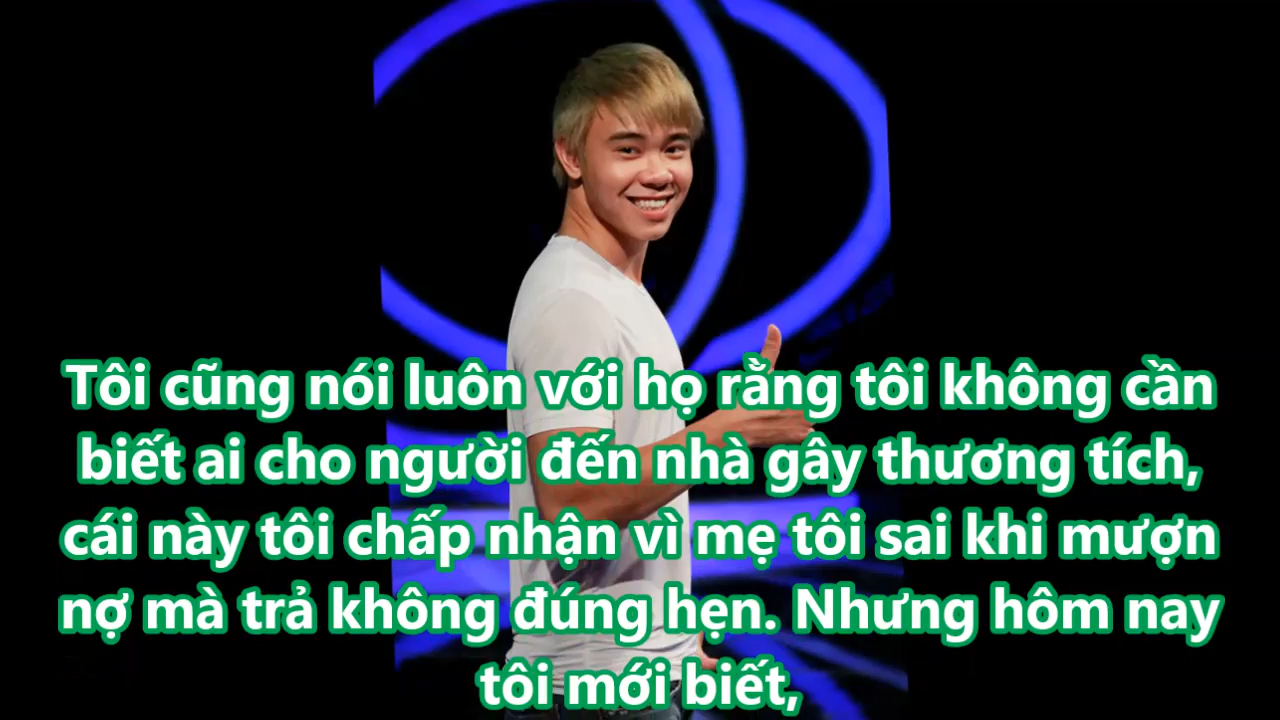 Tôi cũng nói luôn với họ rằng tôi không cần
biết ai cho người đến nhà gây thương tích,
cái này tôi chấp nhận vì mẹ tôi sai khi mượn
nợ mà trả không đúng hẹn. Nhưng hôm nay
tôi mới biết,